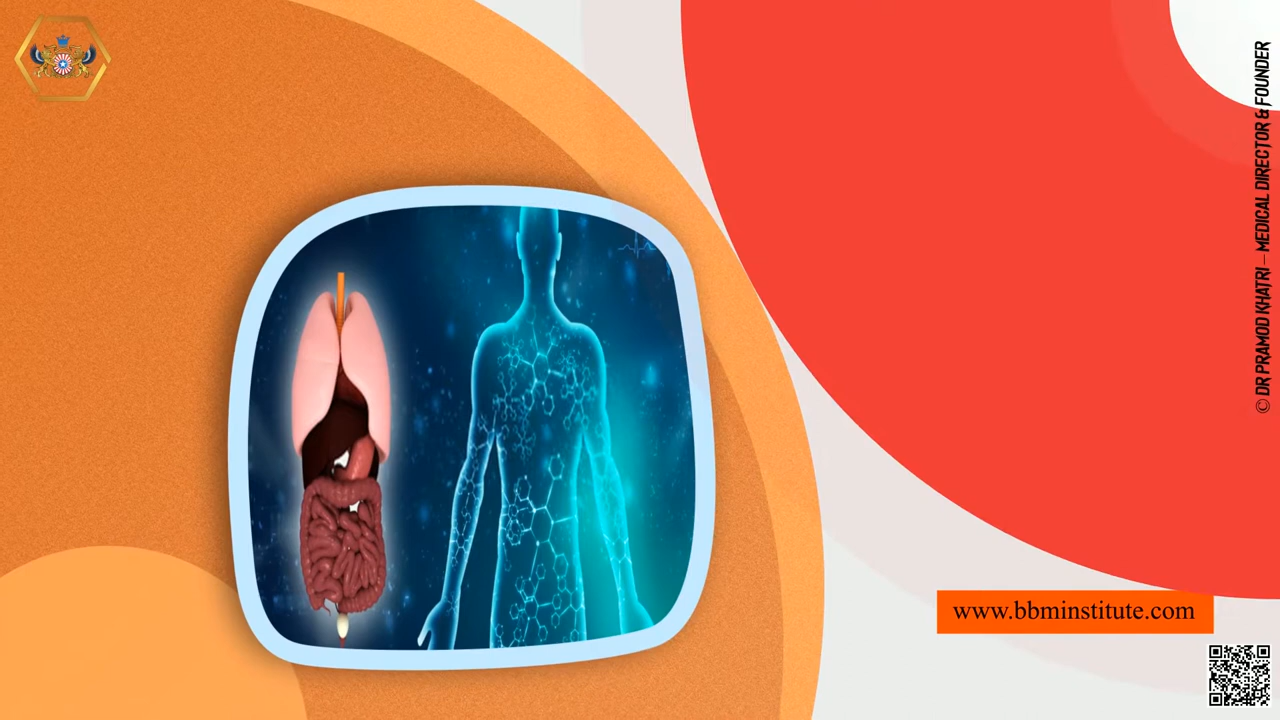 © DR PRAMOD KHATRI – MEDICAL DIRECTOR & FOUNDER
www.bbminstitute.com